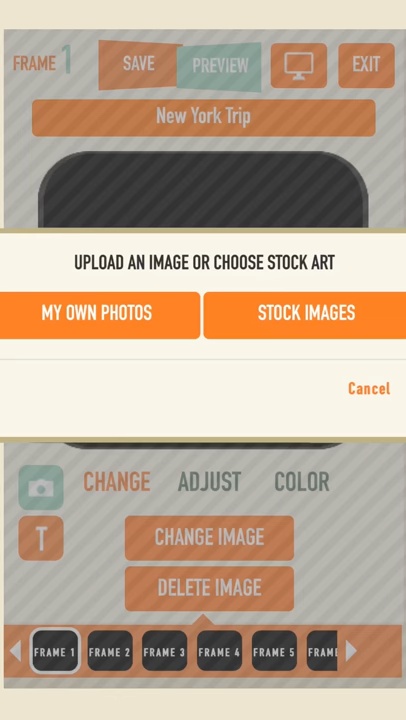 FRAME 1
SAVE
PREVIEW
EXIT
New York Trip
UPLOAD AN IMAGE OR CHOOSE STOCK ART
MY OWN PHOTOS
STOCK IMAGES
Cancel
CHANGE
ADJUST
COLOR
T
CHANGE IMAGE
DELETE IMAGE
FRAME 1
FRAME 2
FRAME 3
FRAME 4
FRAME 5
FRAM